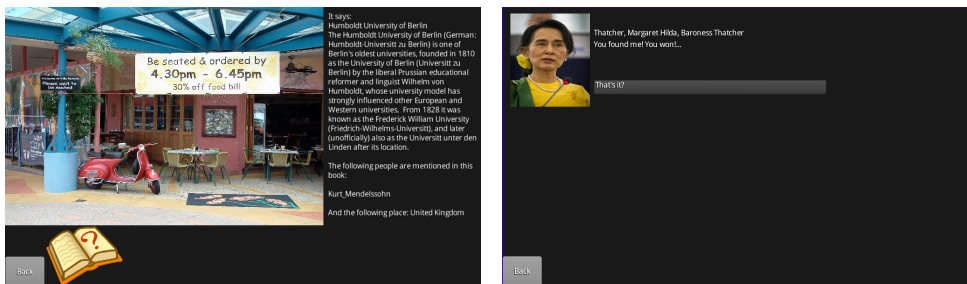 Be seated & ordered by
4.30pm - 6.45pm
30% off food bill
Please wait to
be seated
It says:
Humboldt University of Berlin
The Humboldt University of Berlin (German:
Humboldt-Universitt zu Berlin) is one of
Berlin's oldest universities, founded in 1810
as the University of Berlin (Universitt zu
Berlin) by the liberal Prussian educational
reformer and linguist Wilhelm von
Humboldt, whose university model has
strongly influenced other European and
Western universities. From 1828 it was
known as the Frederick William University
(Friedrich-Wilhelms-Universitt), and later
(unofficially) also as the Universitt unter den
Linden after its location.
The following people are mentioned in this
book:
Kurt_Mendelssohn
And the following place: United Kingdom
?
Back
Thatcher, Margaret Hilda, Baroness Thatcher
You found me! You won!...
That's it?
Back